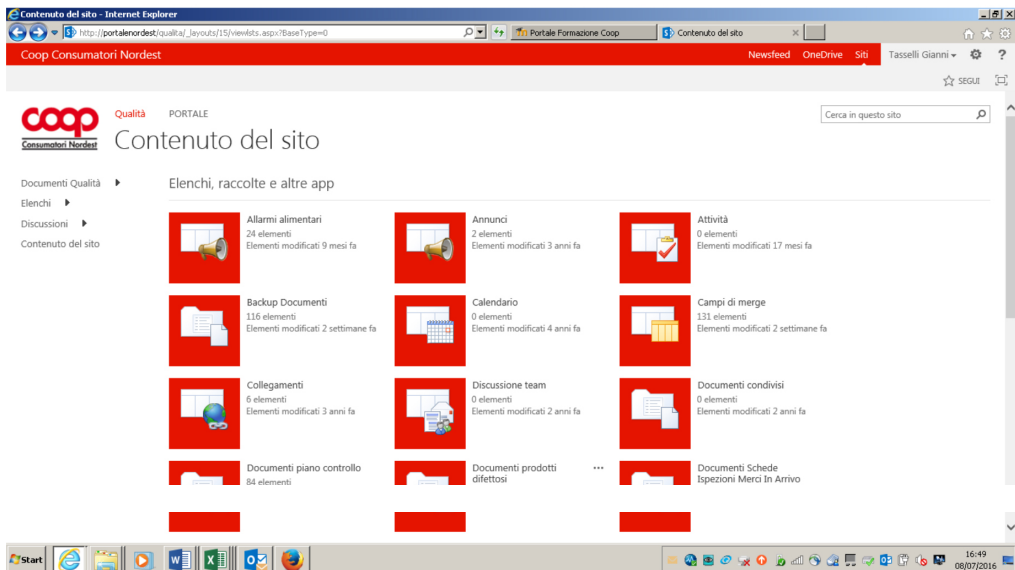 Contenuto del sito - Internet Explorer
http://portalenordest/qualita/_layouts/15/viewlsts.aspx?BaseType=0
Portale Formazione Coop
Contenuto del sito
Coop Consumatori Nordest
Newsfeed OneDrive Siti Tasselli Gianni ?
SEGUI
coop
Consumatori Nordest
Qualità PORTALE
Cerca in questo sito
Contenuto del sito
Documenti Qualità
Elenchi
Discussioni
Contenuto del sito
Elenchi, raccolte e altre app
Allarmi alimentari
24 elementi
Elementi modificati 9 mesi fa
Annunci
2 elementi
Elementi modificati 3 anni fa
Attività
0 elementi
Elementi modificati 17 mesi fa
Backup Documenti
116 elementi
Elementi modificati 2 settimane fa
Calendario
0 elementi
Elementi modificati 4 anni fa
Campi di merge
131 elementi
Elementi modificati 2 settimane fa
Collegamenti
6 elementi
Elementi modificati 3 anni fa
Discussione team
0 elementi
Elementi modificati 2 anni fa
Documenti condivisi
0 elementi
Elementi modificati 2 anni fa
Documenti piano controllo
84 elementi
Documenti prodotti
difettosi
...
Documenti Schede
Ispezioni Merci In Arrivo
Start
16:49
08/07/2016